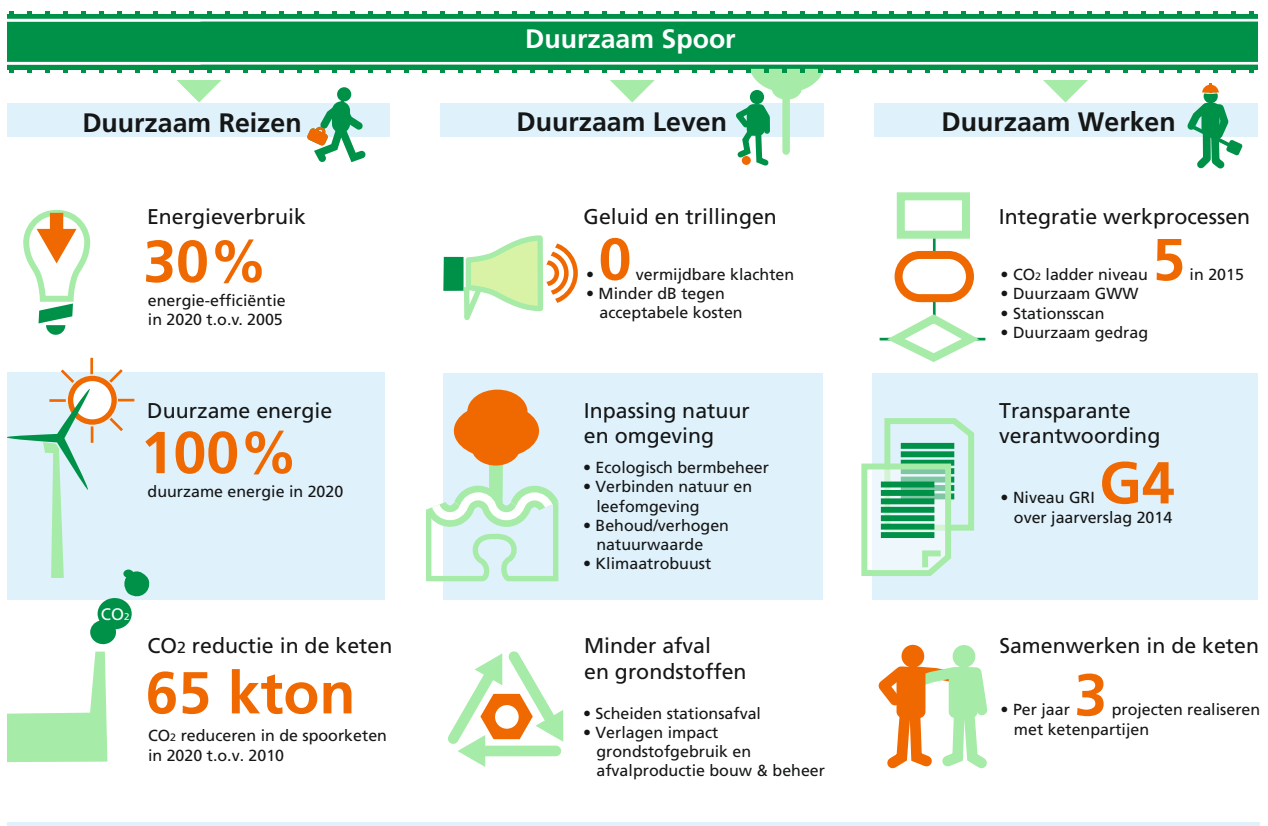 Duurzaam Spoor
Duurzaam Reizen
Energieverbruik
30%
energie-efficiëntie
in 2020 t.o.v. 2005
Duurzame energie
100%
duurzame energie in 2020
CO2
CO2 reductie in de keten
65 kton
CO2 reduceren in de spoorketen
in 2020 t.o.v. 2010
Duurzaam Leven
Geluid en trillingen
• 0 vermijdbare klachten
• Minder dB tegen
acceptabele kosten
Inpassing natuur
en omgeving
• Ecologisch bermbeheer
• Verbinden natuur en
leefomgeving
• Behoud/verhogen
natuurwaarde
• Klimaatrobuust
Minder afval
en grondstoffen
• Scheiden stationsafval
• Verlagen impact
grondstofgebruik en
afvalproductie bouw & beheer
Duurzaam Werken
Integratie werkprocessen
• CO2 ladder niveau 5 in 2015
• Duurzaam GWW
• Stationsscan
• Duurzaam gedrag
Transparante
verantwoording
• Niveau GRI G4
over jaarverslag 2014
Samenwerken in de keten
• Per jaar 3 projecten realiseren
met ketenpartijen